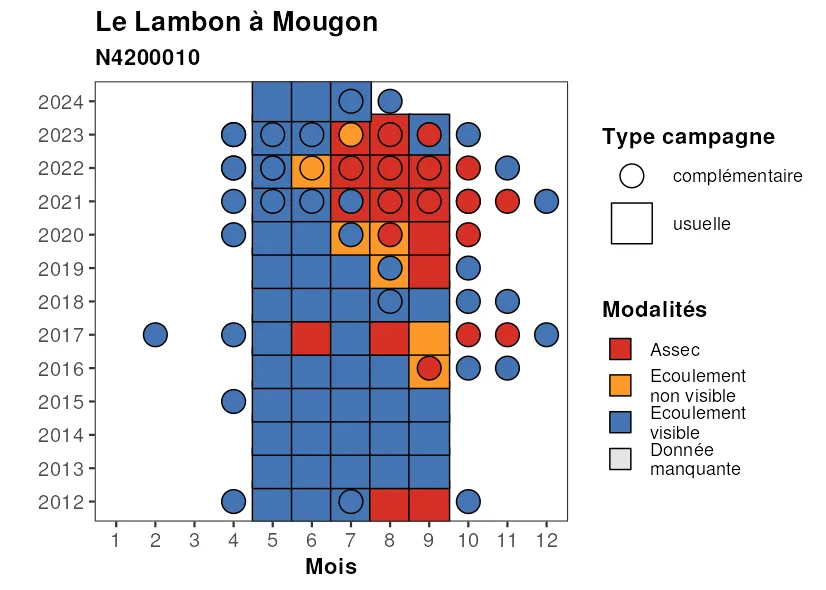 Le Lambon à Mougon
N4200010
2024
2023
2022
2021
2020
2019
2018
2017
2016
2015
2014
2013
2012
1 2 3 4 5 6 7 8 9 10 11 12
Mois
Type campagne
complémentaire
usuelle
Modalités
Assec
Ecoulement
non visible
Ecoulement
visible
Donnée
manquante